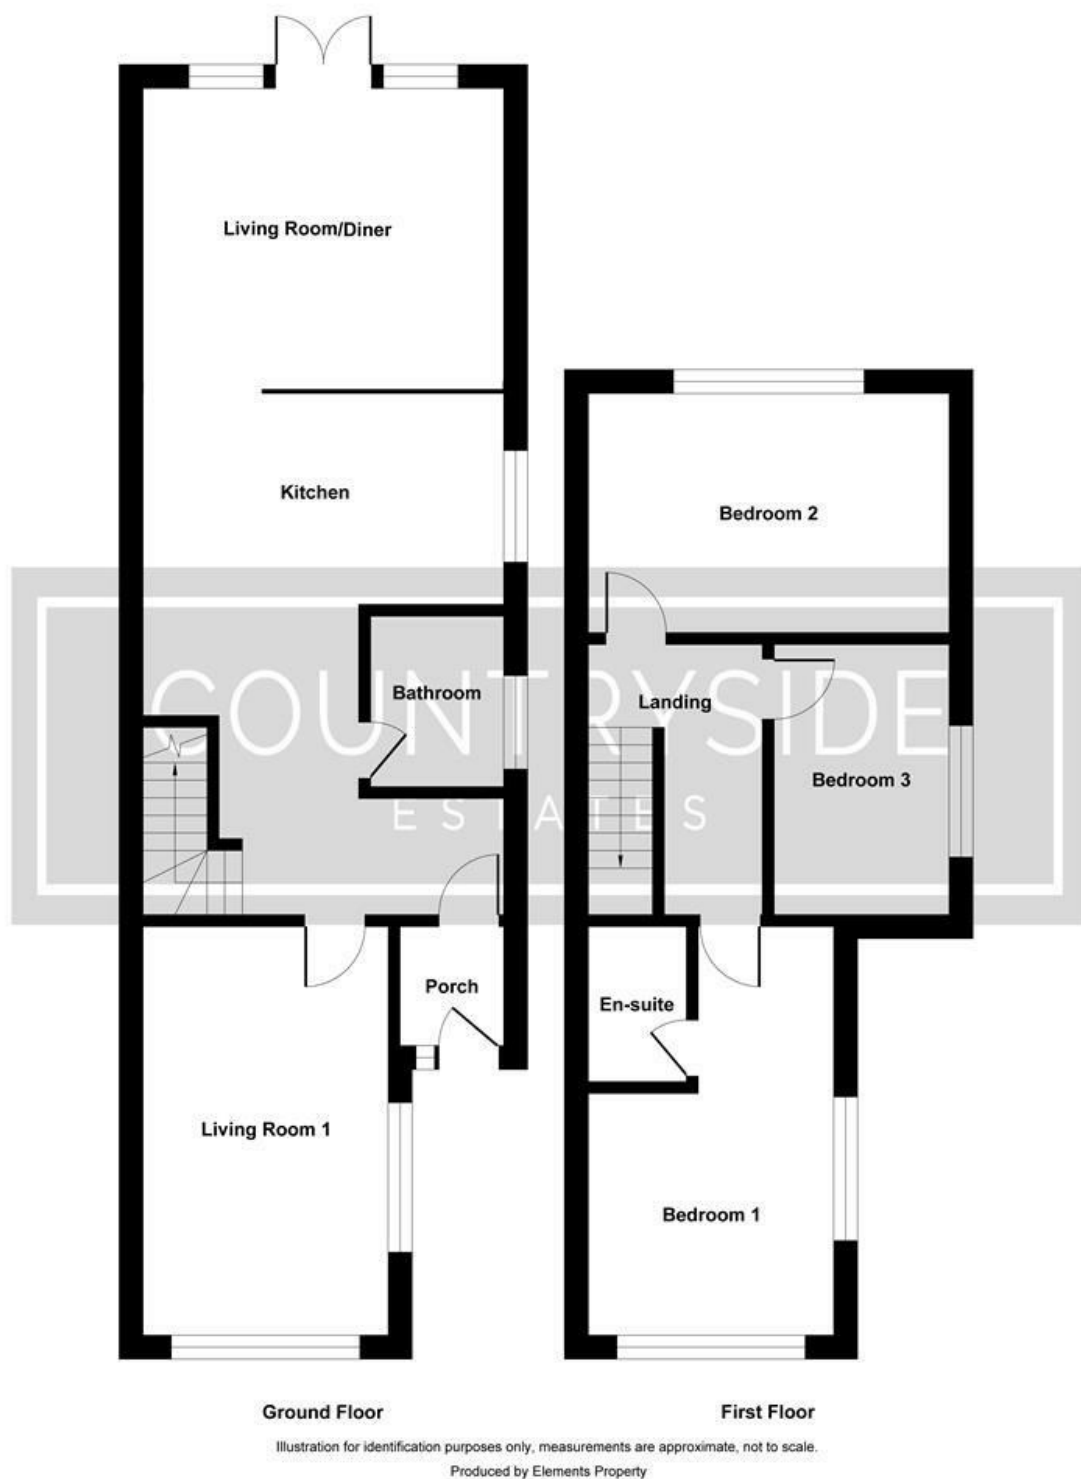 Living Room/Diner
Kitchen
Bedroom 2
COUNTRYSIDE
ESTATES
Bathroom
Landing
Bedroom 3
Porch
En-suite
Living Room 1
Bedroom 1
Ground Floor
First Floor
Illustration for identification purposes only, measurements are approximate, not to scale.
Produced by Elements Property